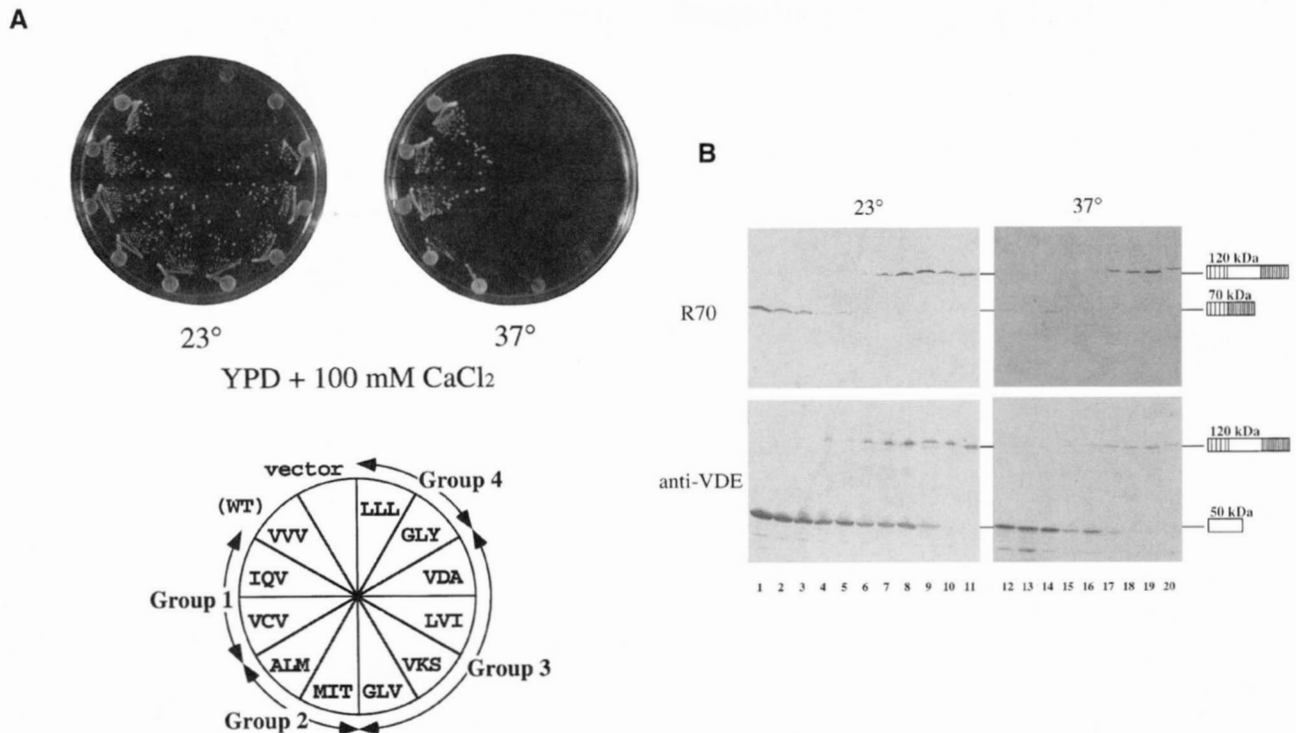 A
23°
37°
YPD + 100 mM CaCl2
vector
(WT)
VVV
LLL
Group 4
GLY
IQV
VDA
Group 1
VCV
LVI
ALM
VKS
Group 3
MIT
GLV
Group 2
B
23°
37°
R70
120 kDa
70 kDa
anti-VDE
120 kDa
50 kDa
1 2 3 4 5 6 7 8 9 10 11 12 13 14 15 16 17 18 19 20